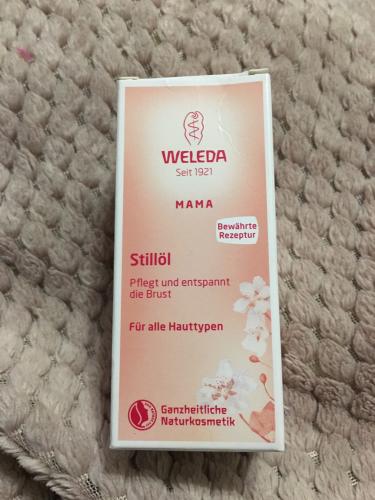 WELEDA
Seit 1921
MAMA
Bewährte
Rezeptur
Stillöl
Pflegt und entspannt
die Brust
Für alle Hauttypen
Ganzheitliche
Naturkosmetik